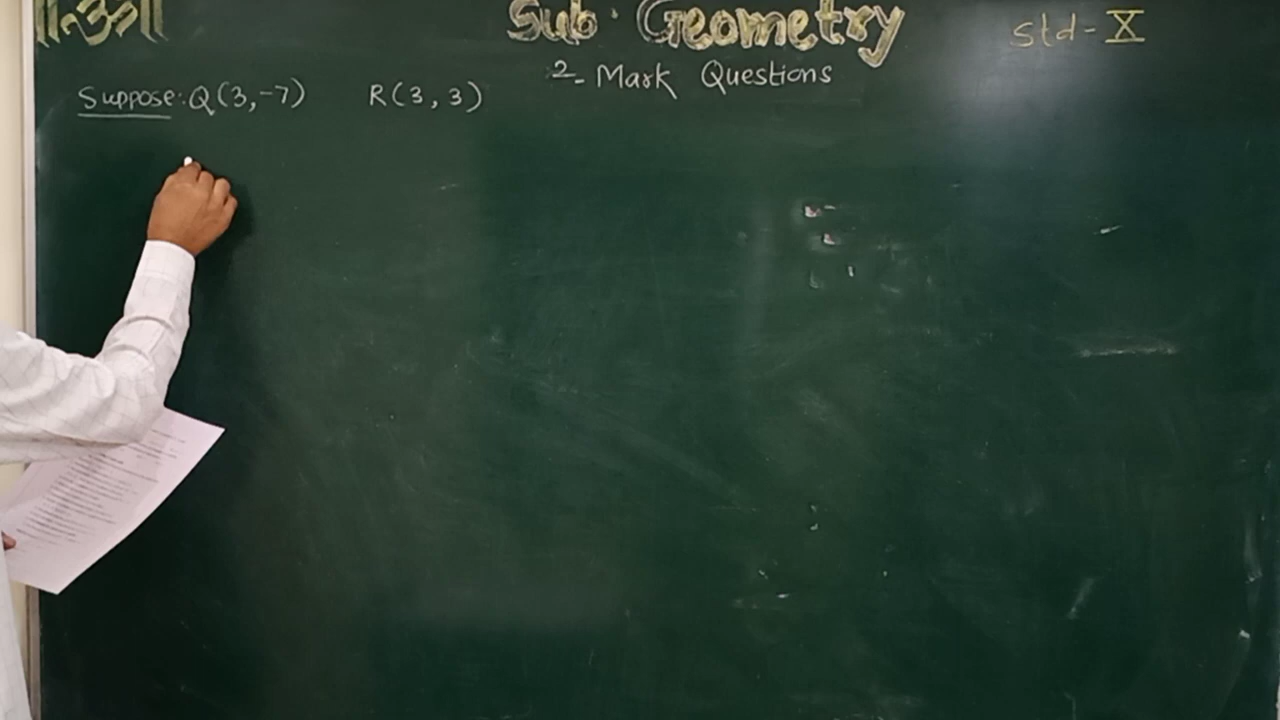 ॥ॐ॥
Sub. Geometry
std-X
2-Mark Questions
Suppose:Q(3,-7) R(3,3)